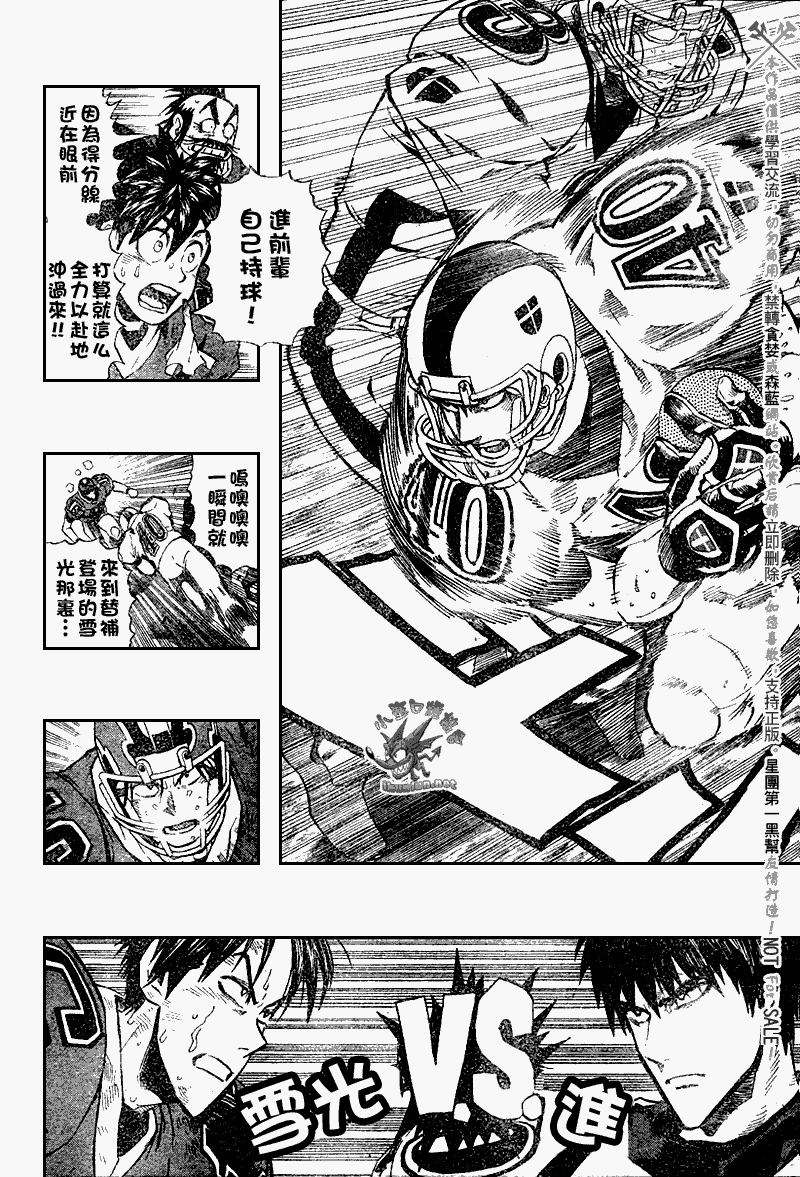 進前輩
自己持球！
因為得分線
近在眼前
打算就這么
全力以赴地
沖過來!!
40
40
嗚噢噢噢
一瞬間就
來到替補
登場的雪
光那裏…
雪光
V.S.
進
本作品僅供學習交流，切勿商用，禁轉貪婪或森藍網站。欣賞后請立即刪除，如您喜歡，支持正版。星團第一黑幫友情打造！NOT For SALE